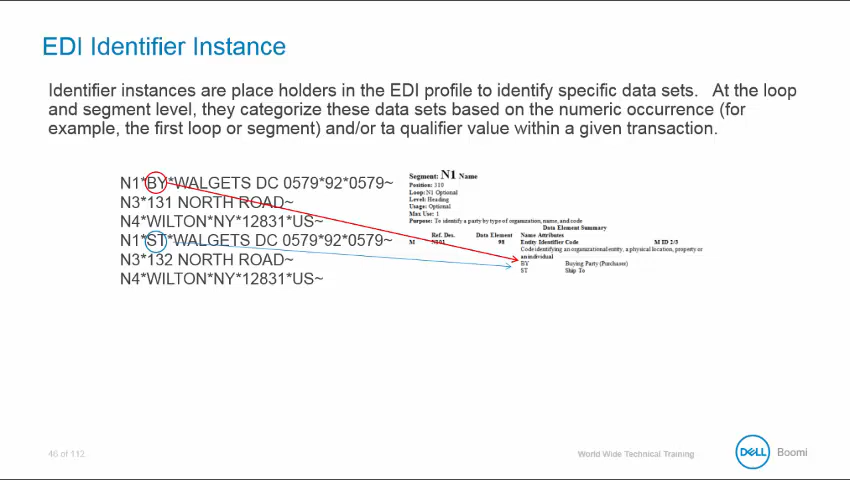 EDI Identifier Instance
Identifier instances are place holders in the EDI profile to identify specific data sets. At the loop
and segment level, they categorize these data sets based on the numeric occurrence (for
example, the first loop or segment) and/or ta qualifier value within a given transaction.
N1*BY*WALGETS DC 0579*92*0579~
N3*131 NORTH ROAD~
N4*WILTON*NY*12831*US~
N1*ST*WALGETS DC 0579*92*0579~
N3*132 NORTH ROAD~
N4*WILTON*NY*12831*US~
Segment: N1 Name
Position: 310
Loop: N1 Optional
Level: Heading
Usage: Optional
Max Use: 1
Purpose: To identify a party by type of organization, name, and code
Data Element Summary
Ref. Des. Data Element Name Attributes
M 98 Entity Identifier Code M ID 2/3
Code identifying an organizational entity, a physical location, property or
an individual
BY Buying Party (Purchaser)
ST Ship To
46 of 112
World Wide Technical Training
DELL
Boomi